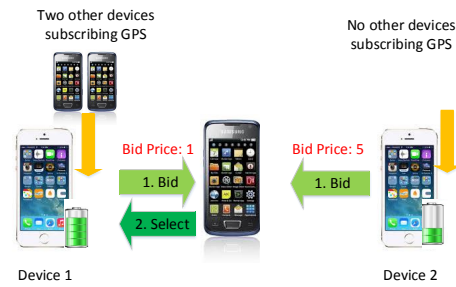 Two other devices
subscribing GPS
No other devices
subscribing GPS
Bid Price: 1
Bid Price: 5
1. Bid
1. Bid
2. Select
SAMSUNG
Device 1
Device 2